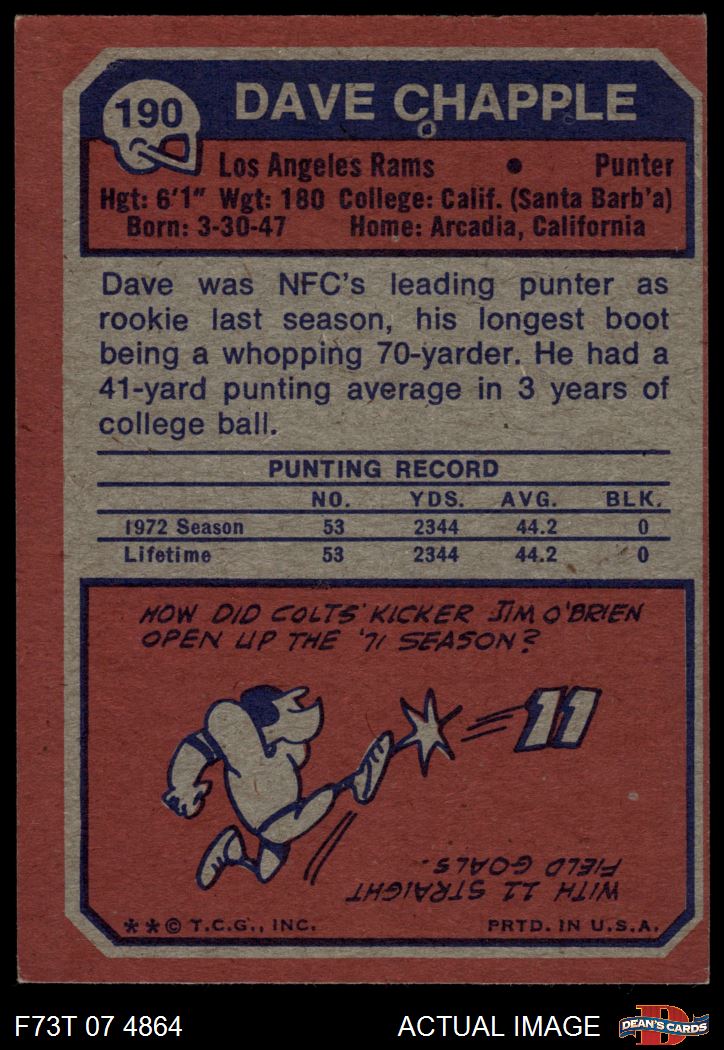 190
DAVE CHAPPLE
Los Angeles Rams • Punter
Hgt: 6'1" Wgt: 180 College: Calif. (Santa Barb'a)
Born: 3-30-47 Home: Arcadia, California
Dave was NFC's leading punter as
rookie last season, his longest boot
being a whopping 70-yarder. He had a
41-yard punting average in 3 years of
college ball.
PUNTING RECORD
NO. YDS. AVG. BLK.
1972 Season 53 2344 44.2 0
Lifetime 53 2344 44.2 0
HOW DID COLTS' KICKER JIM O'BRIEN
OPEN UP THE '71 SEASON?
11
WITH 11 STRAIGHT
FIELD GOALS.
**© T.C.G., INC. PRTD. IN U.S.A.
F73T 07 4864 ACTUAL IMAGE
D
DEAN'S CARDS